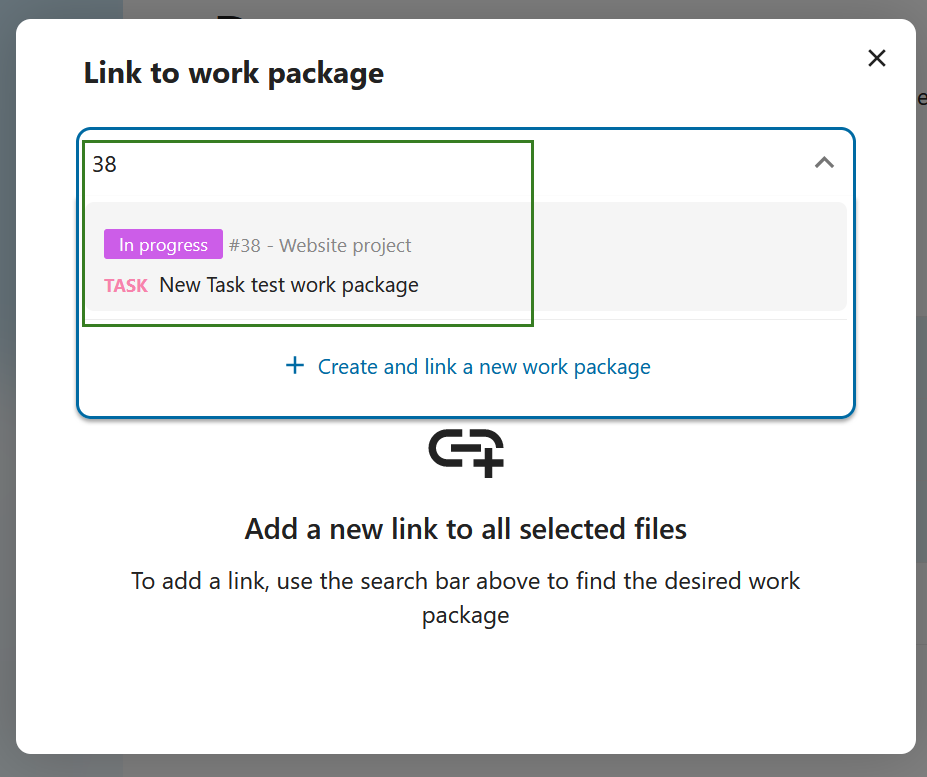 Link to work package
38
In progress #38 - Website project
TASK New Task test work package
Create and link a new work package
Add a new link to all selected files
To add a link, use the search bar above to find the desired work
package